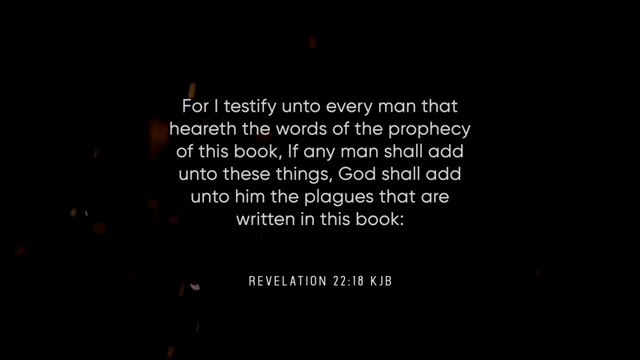 For I testify unto every man that
heareth the words of the prophecy
of this book, If any man shall add
unto these things, God shall add
unto him the plagues that are
written in this book:
REVELATION 22:18 KJB